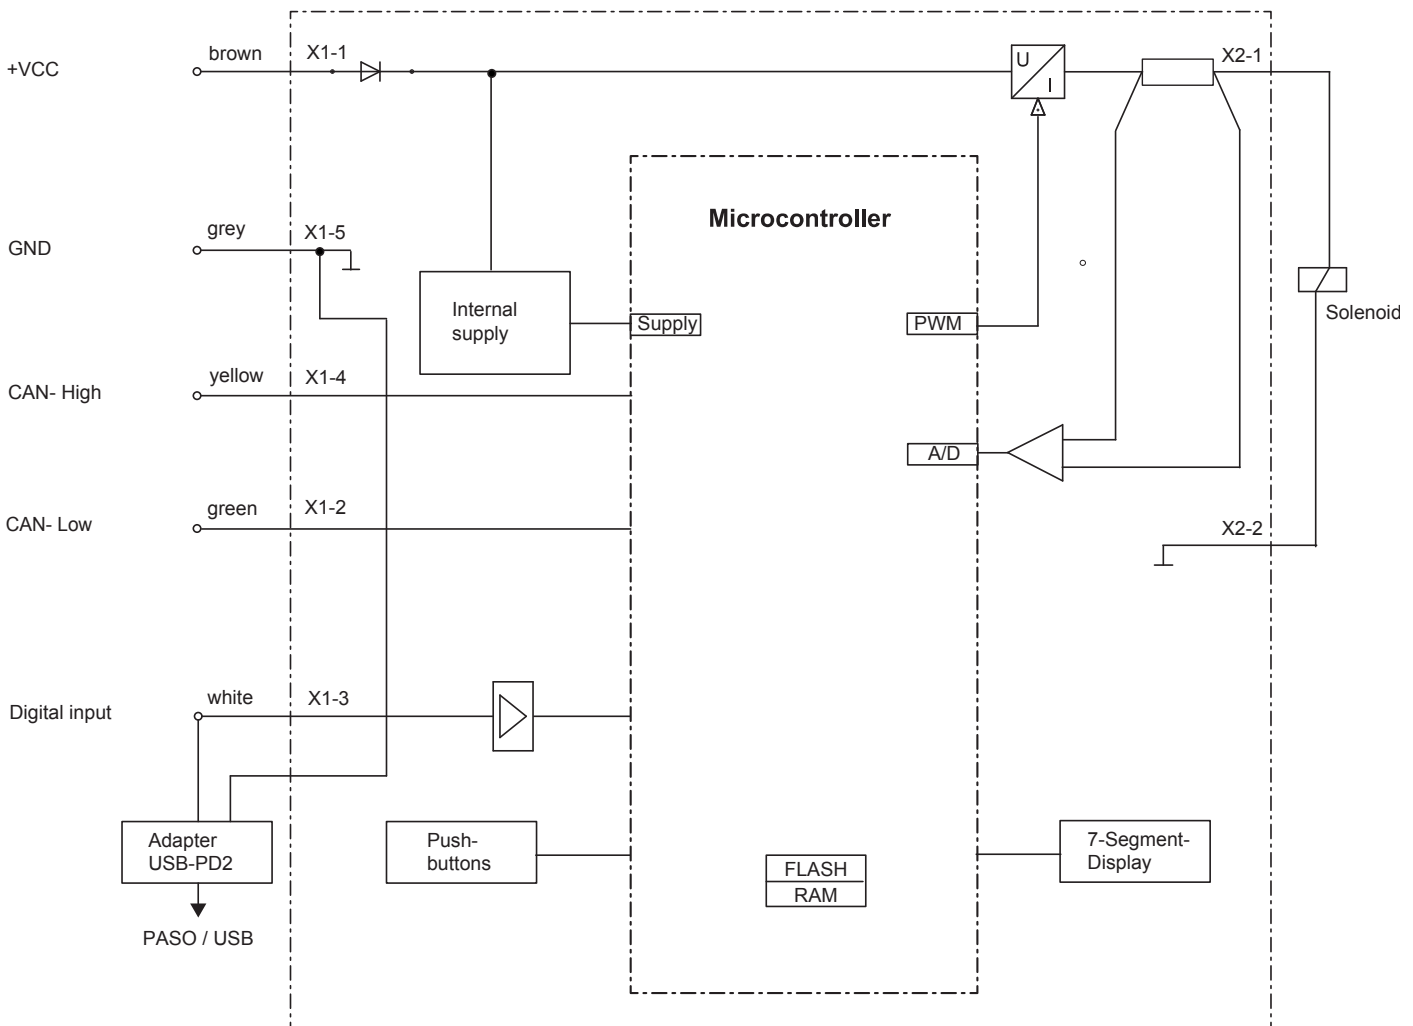 +VCC
brown
X1-1
U
I
X2-1
Microcontroller
GND
grey
X1-5
Internal
supply
Supply
PWM
Solenoid
CAN- High
yellow
X1-4
A/D
CAN- Low
green
X1-2
X2-2
Digital input
white
X1-3
Adapter
USB-PD2
Push-
buttons
FLASH
RAM
7-Segment-
Display
PASO / USB